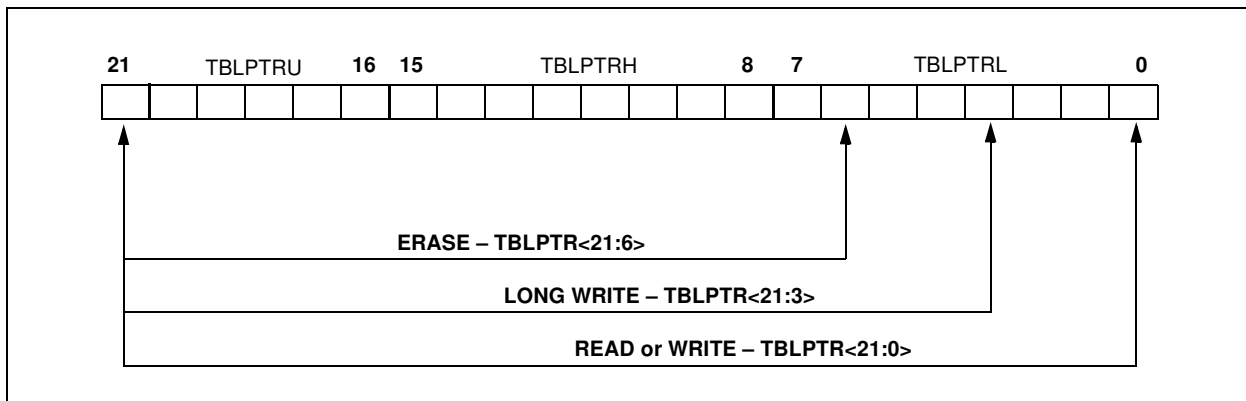 21 TBLPTRU 16 15 TBLPTRH 8 7 TBLPTRL 0
ERASE – TBLPTR<21:6>
LONG WRITE – TBLPTR<21:3>
READ or WRITE – TBLPTR<21:0>